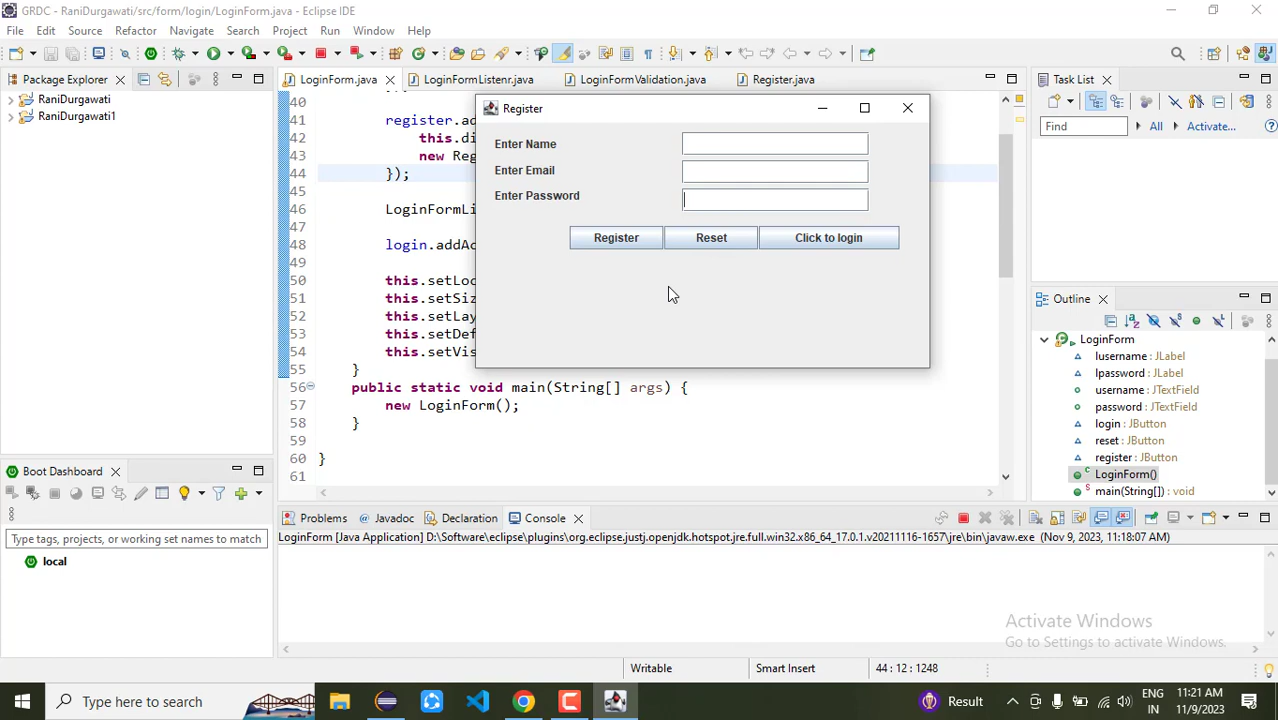 GRDC - RaniDurgawati/src/form/login/LoginForm.java - Eclipse IDE
File Edit Source Refactor Navigate Search Project Run Window Help
Package Explorer
RaniDurgawati
RaniDurgawati1
LoginForm.java LoginFormListenr.java LoginFormValidation.java Register.java
40
41 register.ad
42 this.di
43 new Reg
44 });
45
46 LoginFormLi
47
48 login.addAc
49
50 this.setLoc
51 this.setSiz
52 this.setLay
53 this.setDef
54 this.setVis
55 }
56 public static void main(String[] args) {
57 new LoginForm();
58 }
59
60 }
61
Register
Enter Name
Enter Email
Enter Password
Register Reset Click to login
Task List
Find All Activate...
Outline
LoginForm
lusername : JLabel
lpassword : JLabel
username : JTextField
password : JTextField
login : JButton
reset : JButton
register : JButton
LoginForm()
main(String[]) : void
Boot Dashboard
Type tags, projects, or working set names to match
local
Problems Javadoc Declaration Console
LoginForm [Java Application] D:\Software\eclipse\plugins\org.eclipse.justj.openjdk.hotspot.jre.full.win32.x86_64_17.0.1.v20211116-1657\jre\bin\javaw.exe (Nov 9, 2023, 11:18:07 AM)
Activate Windows
Go to Settings to activate Windows.
Writable Smart Insert 44 : 12 : 1248
Type here to search
Result
ENG
IN
11:21 AM
11/9/2023